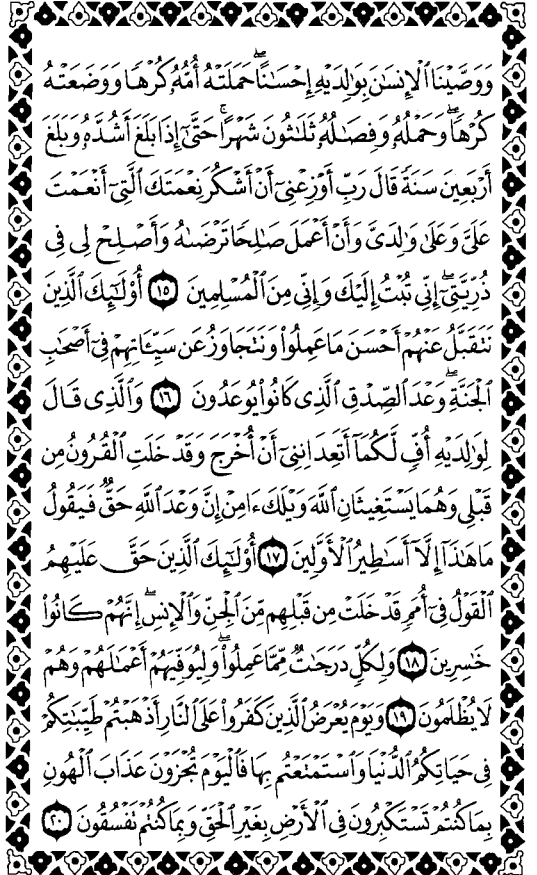 وَوَصَّيْنَا ٱلْإِنسَٰنَ بِوَٰلِدَيْهِ إِحْسَٰنًا ۖ حَمَلَتْهُ أُمُّهُۥ كُرْهًا وَوَضَعَتْهُ
كُرْهًا ۖ وَحَمْلُهُۥ وَفِصَٰلُهُۥ ثَلَٰثُونَ شَهْرًا ۚ حَتَّىٰٓ إِذَا بَلَغَ أَشُدَّهُۥ وَبَلَغَ
أَرْبَعِينَ سَنَةً قَالَ رَبِّ أَوْزِعْنِىٓ أَنْ أَشْكُرَ نِعْمَتَكَ ٱلَّتِىٓ أَنْعَمْتَ
عَلَىَّ وَعَلَىٰ وَٰلِدَىَّ وَأَنْ أَعْمَلَ صَٰلِحًا تَرْضَىٰهُ وَأَصْلِحْ لِى فِى
ذُرِّيَّتِىٓ ۖ إِنِّى تُبْتُ إِلَيْكَ وَإِنِّى مِنَ ٱلْمُسْلِمِينَ ١٥ أُو۟لَٰٓئِكَ ٱلَّذِينَ
نَتَقَبَّلُ عَنْهُمْ أَحْسَنَ مَا عَمِلُوا۟ وَنَتَجَاوَزُ عَن سَيِّـَٔاتِهِمْ فِىٓ أَصْحَٰبِ
ٱلْجَنَّةِ ۖ وَعْدَ ٱلصِّدْقِ ٱلَّذِى كَانُوا۟ يُوعَدُونَ ١٦ وَٱلَّذِى قَالَ
لِوَٰلِدَيْهِ أُفٍّ لَّكُمَآ أَتَعِدَانِنِىٓ أَنْ أُخْرَجَ وَقَدْ خَلَتِ ٱلْقُرُونُ مِن
قَبْلِى وَهُمَا يَسْتَغِيثَانِ ٱللَّهَ وَيْلَكَ ءَامِنْ إِنَّ وَعْدَ ٱللَّهِ حَقٌّ فَيَقُولُ
مَا هَٰذَآ إِلَّآ أَسَٰطِيرُ ٱلْأَوَّلِينَ ١٧ أُو۟لَٰٓئِكَ ٱلَّذِينَ حَقَّ عَلَيْهِمُ
ٱلْقَوْلُ فِىٓ أُمَمٍ قَدْ خَلَتْ مِن قَبْلِهِم مِّنَ ٱلْجِنِّ وَٱلْإِنسِ ۖ إِنَّهُمْ كَانُوا۟
خَٰسِرِينَ ١٨ وَلِكُلٍّ دَرَجَٰتٌ مِّمَّا عَمِلُوا۟ ۖ وَلِيُوَفِّيَهُمْ أَعْمَٰلَهُمْ وَهُمْ
لَا يُظْلَمُونَ ١٩ وَيَوْمَ يُعْرَضُ ٱلَّذِينَ كَفَرُوا۟ عَلَى ٱلنَّارِ أَذْهَبْتُمْ طَيِّبَٰتِكُمْ
فِى حَيَاتِكُمُ ٱلدُّنْيَا وَٱسْتَمْتَعْتُم بِهَا فَٱلْيَوْمَ تُجْزَوْنَ عَذَابَ ٱلْهُونِ
بِمَا كُنتُمْ تَسْتَكْبِرُونَ فِى ٱلْأَرْضِ بِغَيْرِ ٱلْحَقِّ وَبِمَا كُنتُمْ تَفْسُقُونَ ٢٠